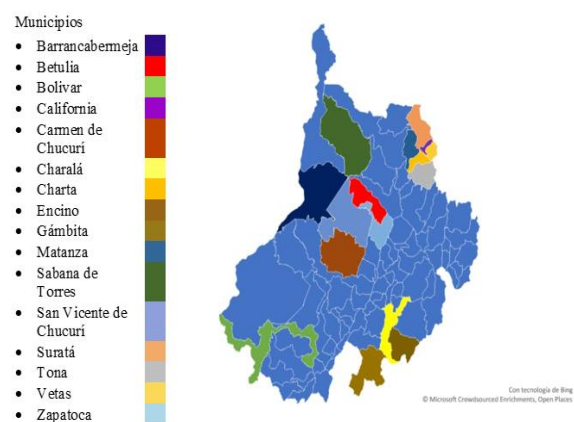 Municipios
• Barrancabermeja
• Betulia
• Bolivar
• California
• Carmen de
Chucurí
• Charalá
• Charta
• Encino
• Gámbita
• Matanza
• Sabana de
Torres
• San Vicente de
Chucurí
• Suratá
• Tona
• Vetas
• Zapatoca
Con tecnología de Bing
© Microsoft Crowdsourced Enrichments, Open Places